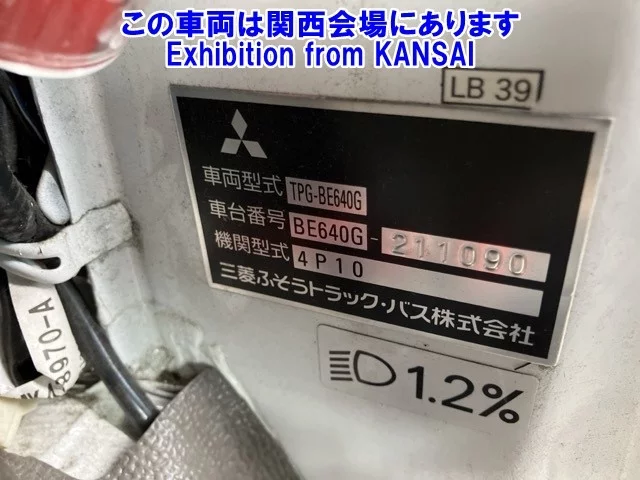 この車両は関西会場にあります
Exhibition from KANSAI
LB 39
車両型式 TPG-BE640G
車台番号 BE640G-211090
機関型式 4P10
三菱ふそうトラック・バス株式会社
1.2%
48970-A